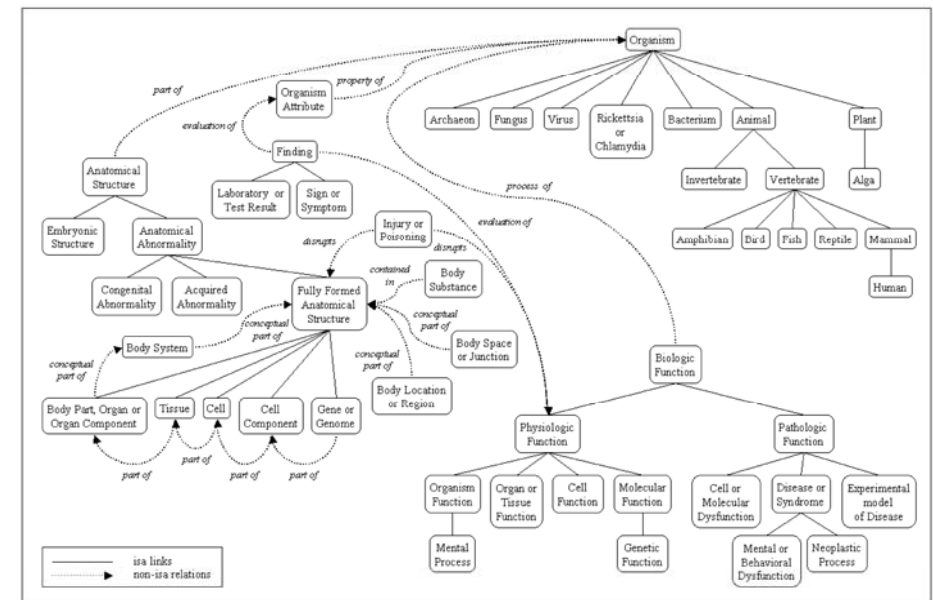 Organism
part of
property of
Organism
Attribute
Archaeon
Fungus
Virus
Rickettsia
or
Chlamydia
Bacterium
Animal
Plant
evaluation of
Finding
Anatomical
Structure
Laboratory or
Test Result
Sign or
Symptom
process of
Invertebrate
Vertebrate
Alga
Embryonic
Structure
Anatomical
Abnormality
Injury or
Poisoning
evaluation of
disrupts
disrupts
Amphibian
Bird
Fish
Reptile
Mammal
Human
Congenital
Abnormality
Acquired
Abnormality
Fully Formed
Anatomical
Structure
contained
in
Body
Substance
conceptual
part of
conceptual
part of
Body System
Body Space
or Junction
conceptual
part of
conceptual
part of
Body Location
or Region
Biologic
Function
Body Part, Organ or
Organ Component
Tissue
Cell
Cell
Component
Gene or
Genome
part of
part of
part of
part of
Physiologic
Function
Pathologic
Function
Organism
Function
Organ or
Tissue
Function
Cell
Function
Molecular
Function
Cell or
Molecular
Dysfunction
Disease or
Syndrome
Experimental
model
of Disease
Mental
Process
Genetic
Function
Mental or
Behavioral
Dysfunction
Neoplastic
Process
isa links
non-isa relations